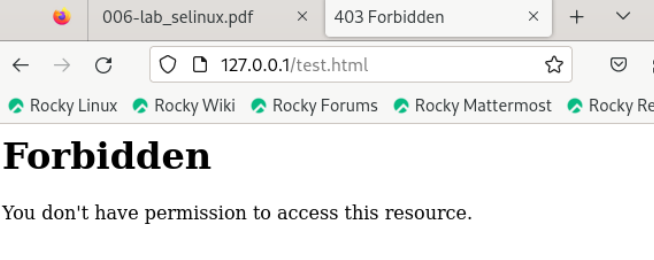 006-lab_selinux.pdf
403 Forbidden
127.0.0.1/test.html
Rocky Linux Rocky Wiki Rocky Forums Rocky Mattermost Rocky Re
Forbidden
You don't have permission to access this resource.